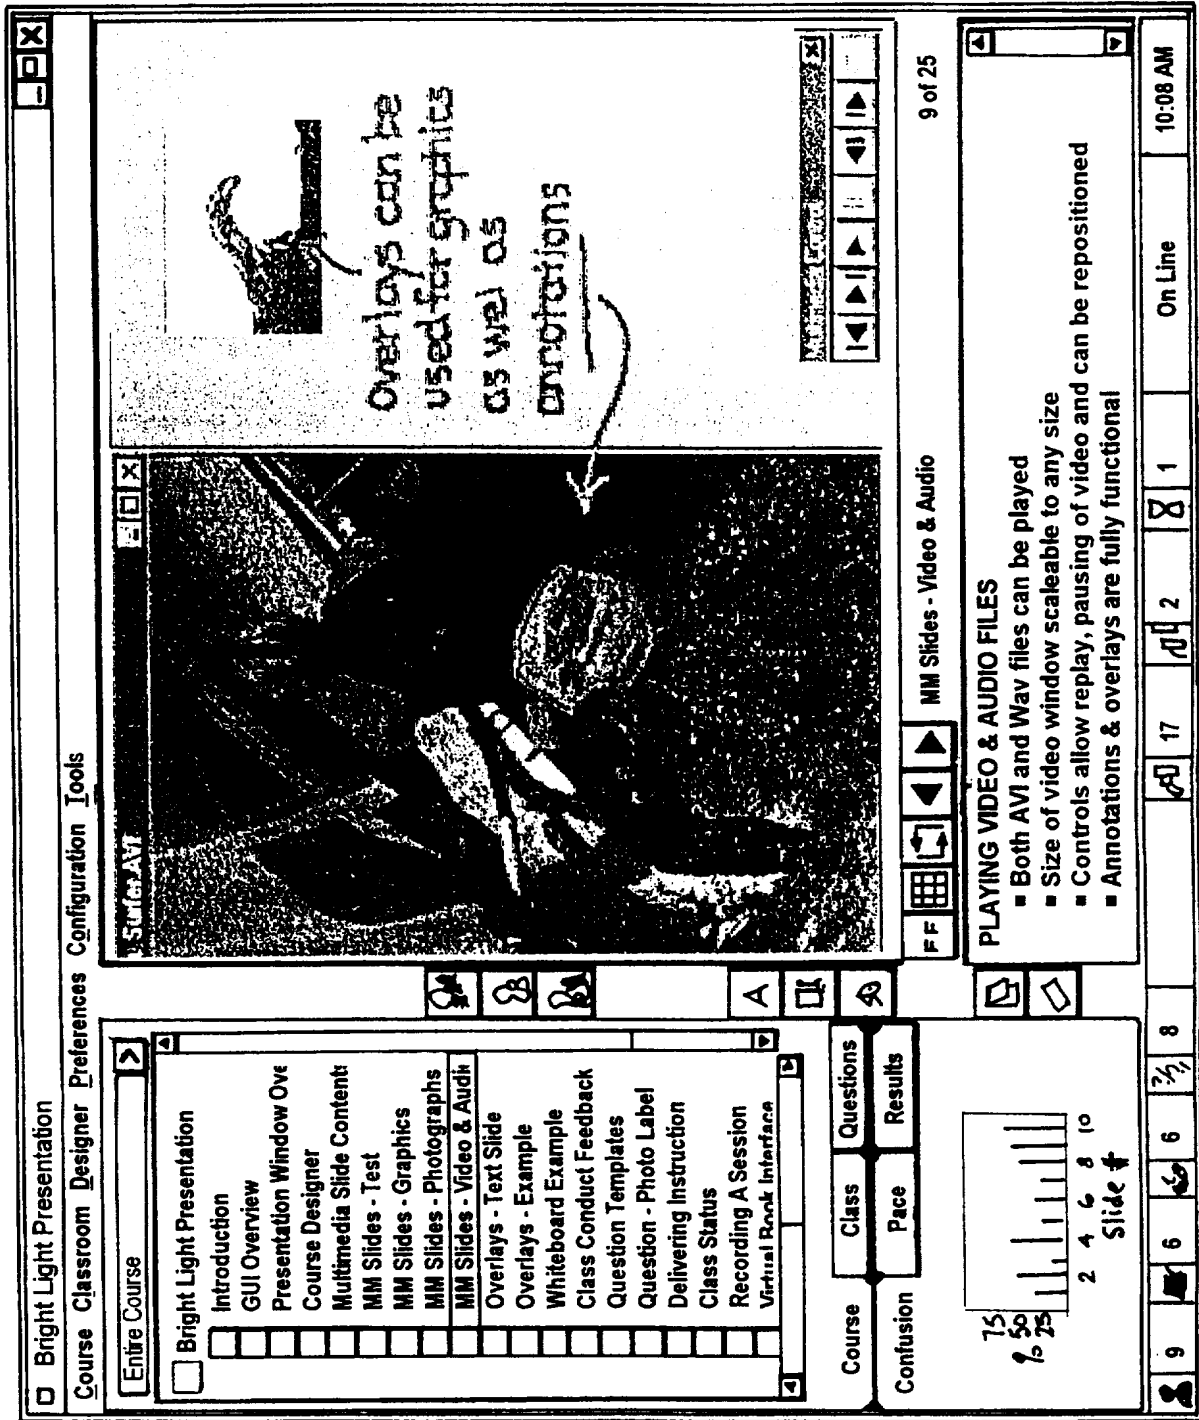 Bright Light Presentation
Course Classroom Designer Preferences Configuration Tools
Entire Course
Bright Light Presentation
Introduction
GUI Overview
Presentation Window Ove
Course Designer
Multimedia Slide Contents
MM Slides - Test
MM Slides - Graphics
MM Slides - Photographs
MM Slides - Video & Audi
Overlays - Text Slide
Overlays - Example
Whiteboard Example
Class Conduct Feedback
Question Templates
Question - Photo Label
Delivering Instruction
Class Status
Recording A Session
Virtual Book Interface
Course Class Questions
Confusion Pace Results
75
% 50
25
2 4 6 8 10
Slide #
A
Overlays can be
used for graphics
as wel as
annotations
FF
MM Slides - Video & Audio
9 of 25
PLAYING VIDEO & AUDIO FILES
▪ Both AVI and Wav files can be played
▪ Size of video window scaleable to any size
▪ Controls allow replay, pausing of video and can be repositioned
▪ Annotations & overlays are fully functional
9 6 6 8 17 2 1 On Line 10:08 AM